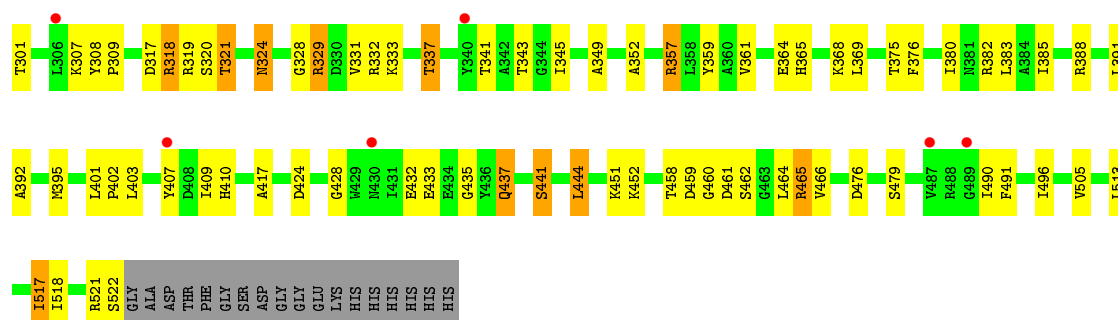 T301 L306 K307 Y308 P309 D317 R318 R319 S320 T321 N324 G328 R329 D330 V331 R332 K333 T337 Y340 T341 A342 T343 G344 I345 A349 A352 R357 L358 Y359 A360 V361 E364 H365 K368 L369 T375 F376 I380 N381 R382 L383 A384 I385 R388 L391
A392 M395 L401 P402 L403 Y407 D408 I409 H410 A417 D424 G428 W429 N430 I431 E432 E433 E434 G435 Y436 Q437 S441 L444 K451 K452 T458 D459 G460 D461 S462 G463 L464 R465 V466 D476 S479 V487 R488 G489 I490 F491 I496 V505 I513
I517 I518 R521 S522 GLY ALA ASP THR PHE GLY SER ASP GLY GLY GLU LYS HIS HIS HIS HIS HIS HIS